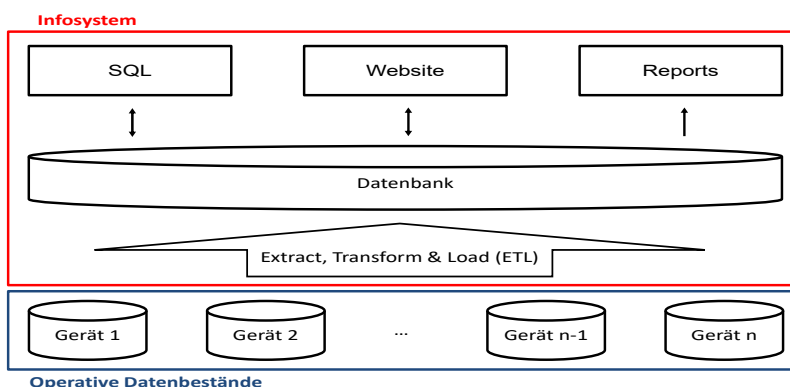 Infosystem
SQL Website Reports
Datenbank
Extract, Transform & Load (ETL)
Gerät 1 Gerät 2 ... Gerät n-1 Gerät n
Operative Datenbestände